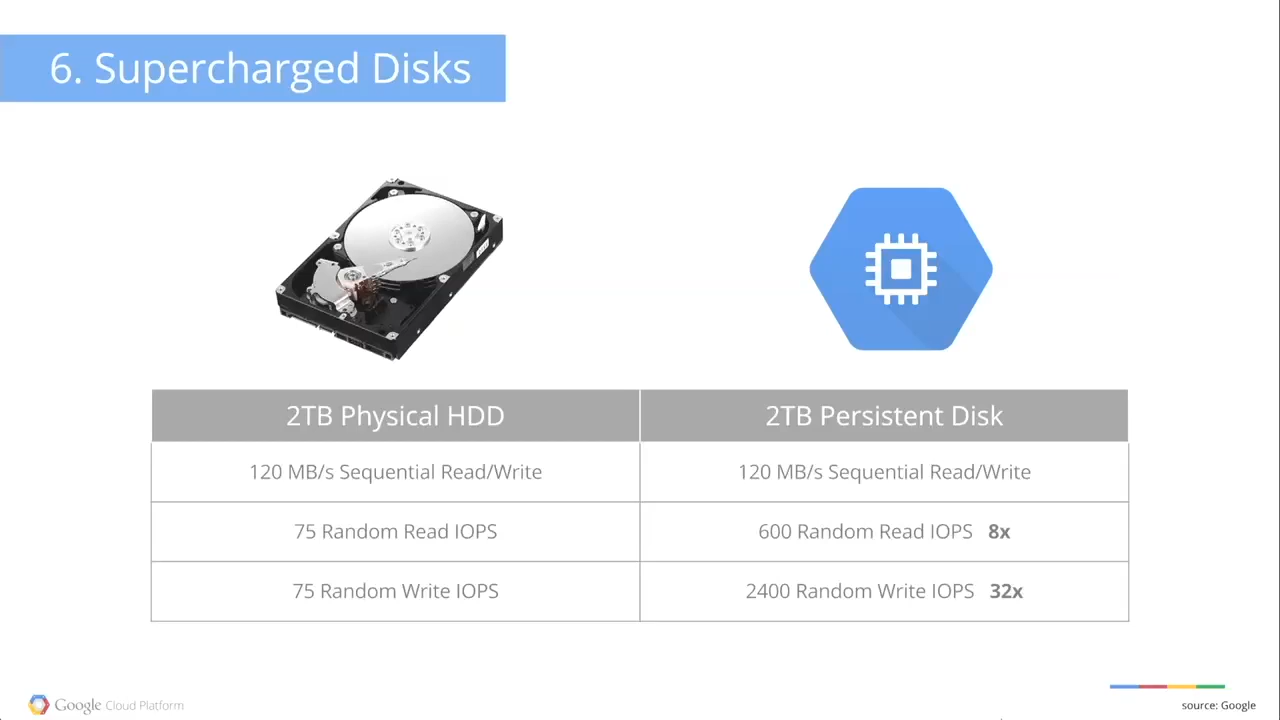 6. Supercharged Disks
2TB Physical HDD
2TB Persistent Disk
120 MB/s Sequential Read/Write
120 MB/s Sequential Read/Write
75 Random Read IOPS
600 Random Read IOPS 8x
75 Random Write IOPS
2400 Random Write IOPS 32x
Google Cloud Platform
source: Google